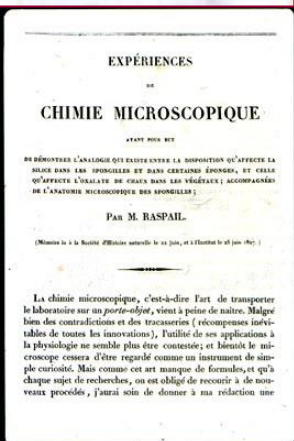 EXPÉRIENCES
DE
CHIMIE MICROSCOPIQUE
AYANT POUR BUT
DE DÉMONTRER L'ANALOGIE QUI EXISTE ENTRE LA DISPOSITION QU'AFFECTE LA
SILICE DANS LES SPONGILLES ET DANS CERTAINES ÉPONGES, ET CELLE
QU'AFFECTE L'OXALATE DE CHAUX DANS LES VÉGÉTAUX; ACCOMPAGNÉES
DE L'ANATOMIE MICROSCOPIQUE DES SPONGILLES;
PAR M. RASPAIL.
(Mémoire lu à la Société d'Histoire naturelle le 22 juin, et à l'Institut le 25 juin 1827.)
LA chimie microscopique, c'est-à-dire l'art de transporter
le laboratoire sur un porte-objet, vient à peine de naître. Malgré
bien des contradictions et des tracasseries (récompenses inévi-
tables de toutes les innovations), l'utilité de ses applications à
la physiologie ne semble plus être contestée; et bientôt le mi-
croscope cessera d'être regardé comme un instrument de sim-
ple curiosité. Mais comme cet art manque de formules, et qu'à
chaque sujet de recherches, on est obligé de recourir à de nou-
veaux procédés, j'aurai soin de donner à ma rédaction une